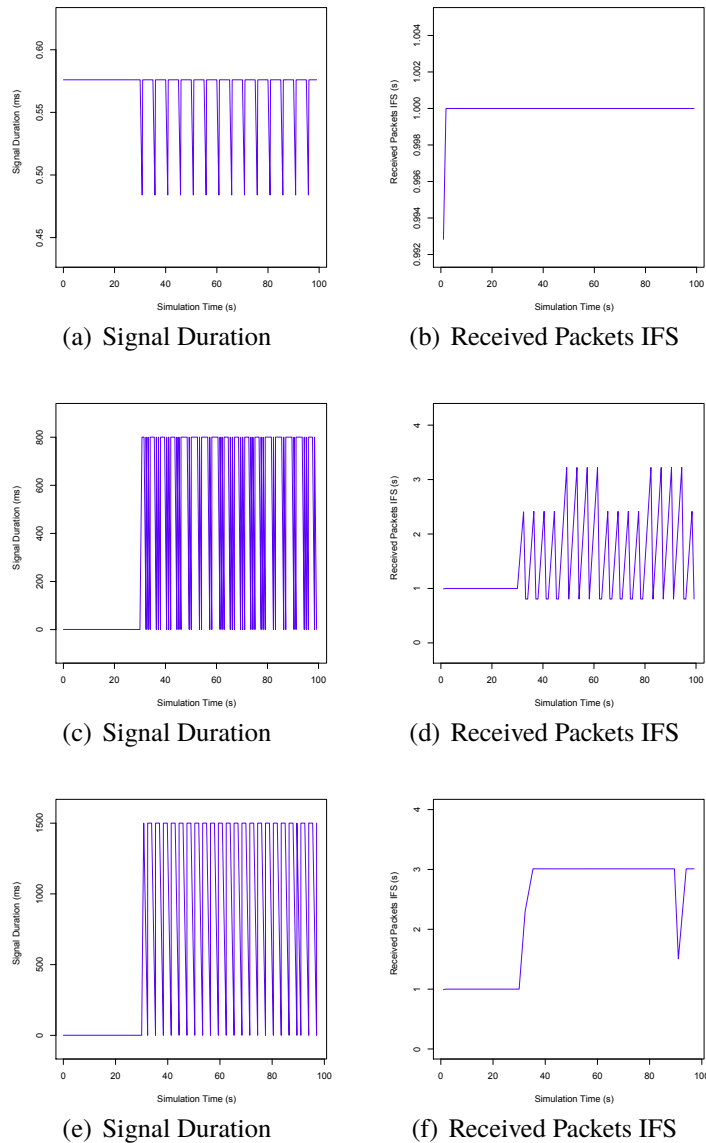 0.60
0.55
0.50
0.45
Signal Duration (ms)
0 20 40 60 80 100
Simulation Time (s)
(a) Signal Duration
1.004
1.002
1.000
0.998
0.996
0.994
0.992
Received Packets IFS (s)
0 20 40 60 80 100
Simulation Time (s)
(b) Received Packets IFS
800
600
400
200
0
Signal Duration (ms)
0 20 40 60 80 100
Simulation Time (s)
(c) Signal Duration
4
3
2
1
0
Received Packets IFS (s)
0 20 40 60 80 100
Simulation Time (s)
(d) Received Packets IFS
1500
1000
500
0
Signal Duration (ms)
0 20 40 60 80 100
Simulation Time (s)
(e) Signal Duration
4
3
2
1
0
Received Packets IFS (s)
0 20 40 60 80 100
Simulation Time (s)
(f) Received Packets IFS